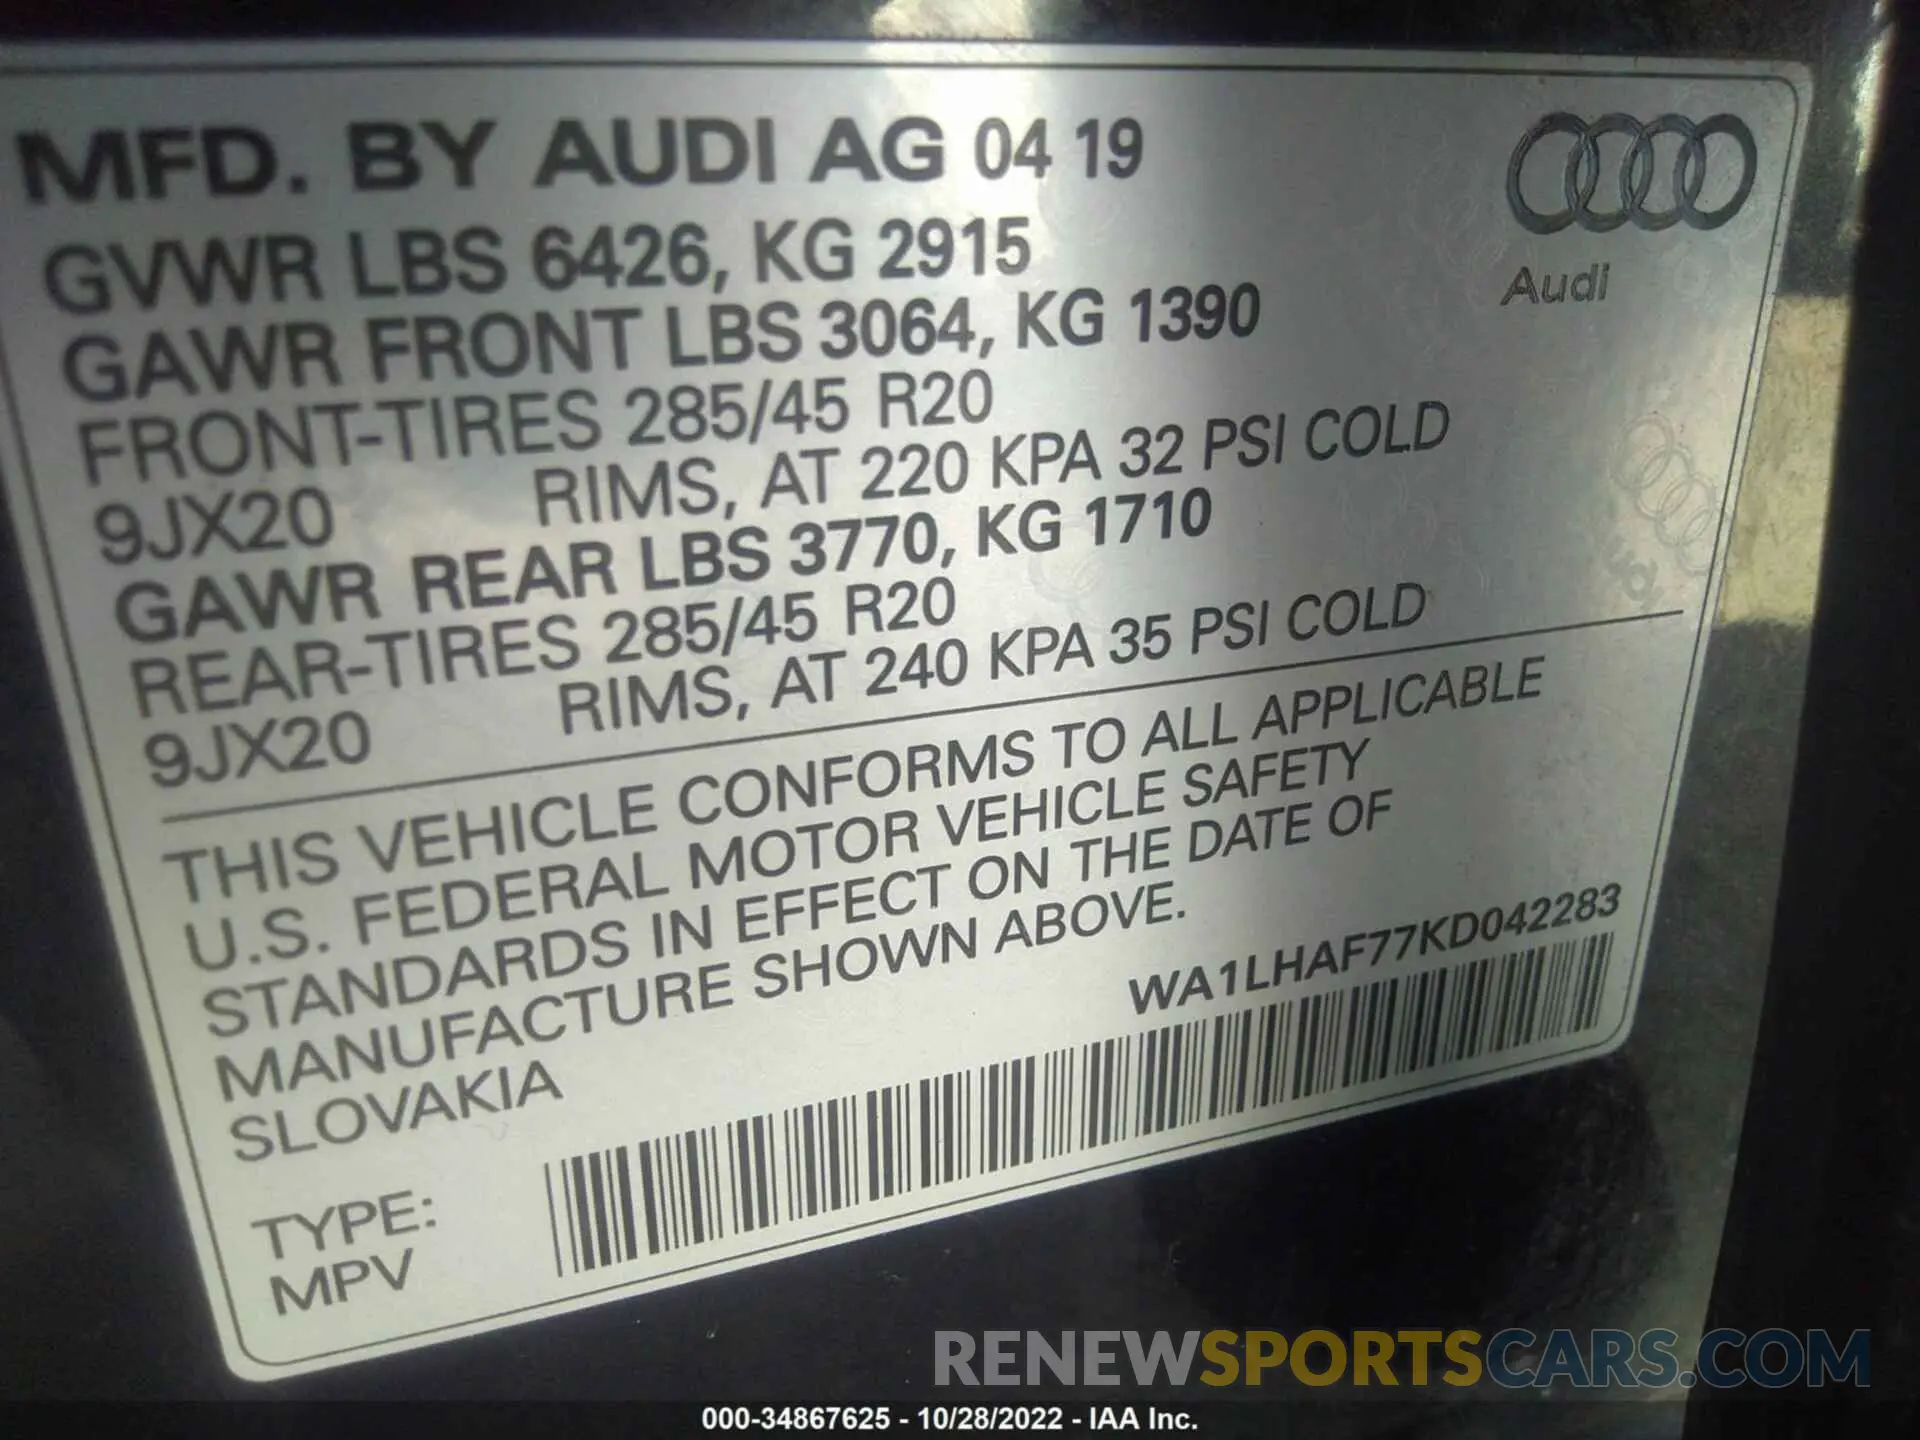 MFD. BY AUDI AG 04 19
Audi
GVWR LBS 6426, KG 2915
GAWR FRONT LBS 3064, KG 1390
FRONT-TIRES 285/45 R20
9JX20 RIMS, AT 220 KPA 32 PSI COLD
GAWR REAR LBS 3770, KG 1710
REAR-TIRES 285/45 R20
9JX20 RIMS, AT 240 KPA 35 PSI COLD
THIS VEHICLE CONFORMS TO ALL APPLICABLE
U.S. FEDERAL MOTOR VEHICLE SAFETY
STANDARDS IN EFFECT ON THE DATE OF
MANUFACTURE SHOWN ABOVE.
SLOVAKIA
WA1LHAF77KD042283
TYPE:
MPV
RENEWSPORTSCARS.COM
000-34867625 - 10/28/2022 - IAA Inc.